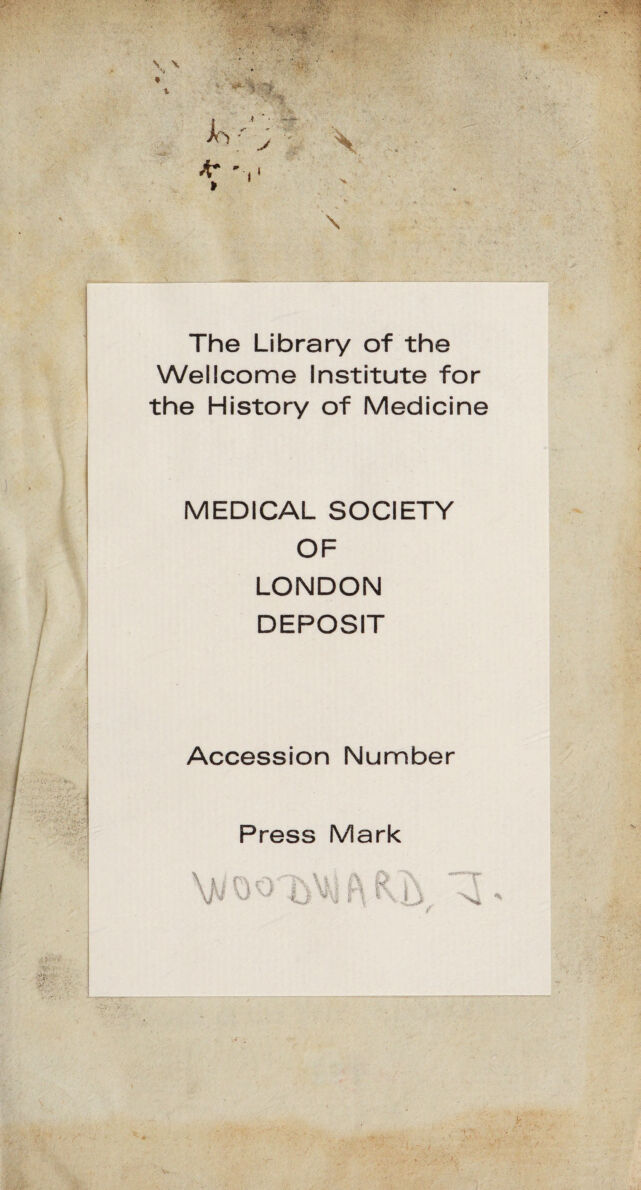 The Library of the
Wellcome Institute for
the History of Medicine
MEDICAL SOCIETY
OF
LONDON
DEPOSIT
Accession Number
Press Mark
WOODWARD, J.